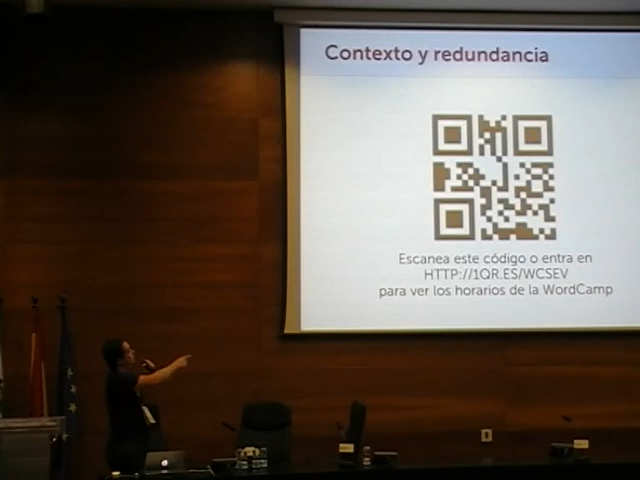 Contexto y redundancia
Escanea este código o entra en
HTTP://1QR.ES/WCSEV
para ver los horarios de la WordCamp